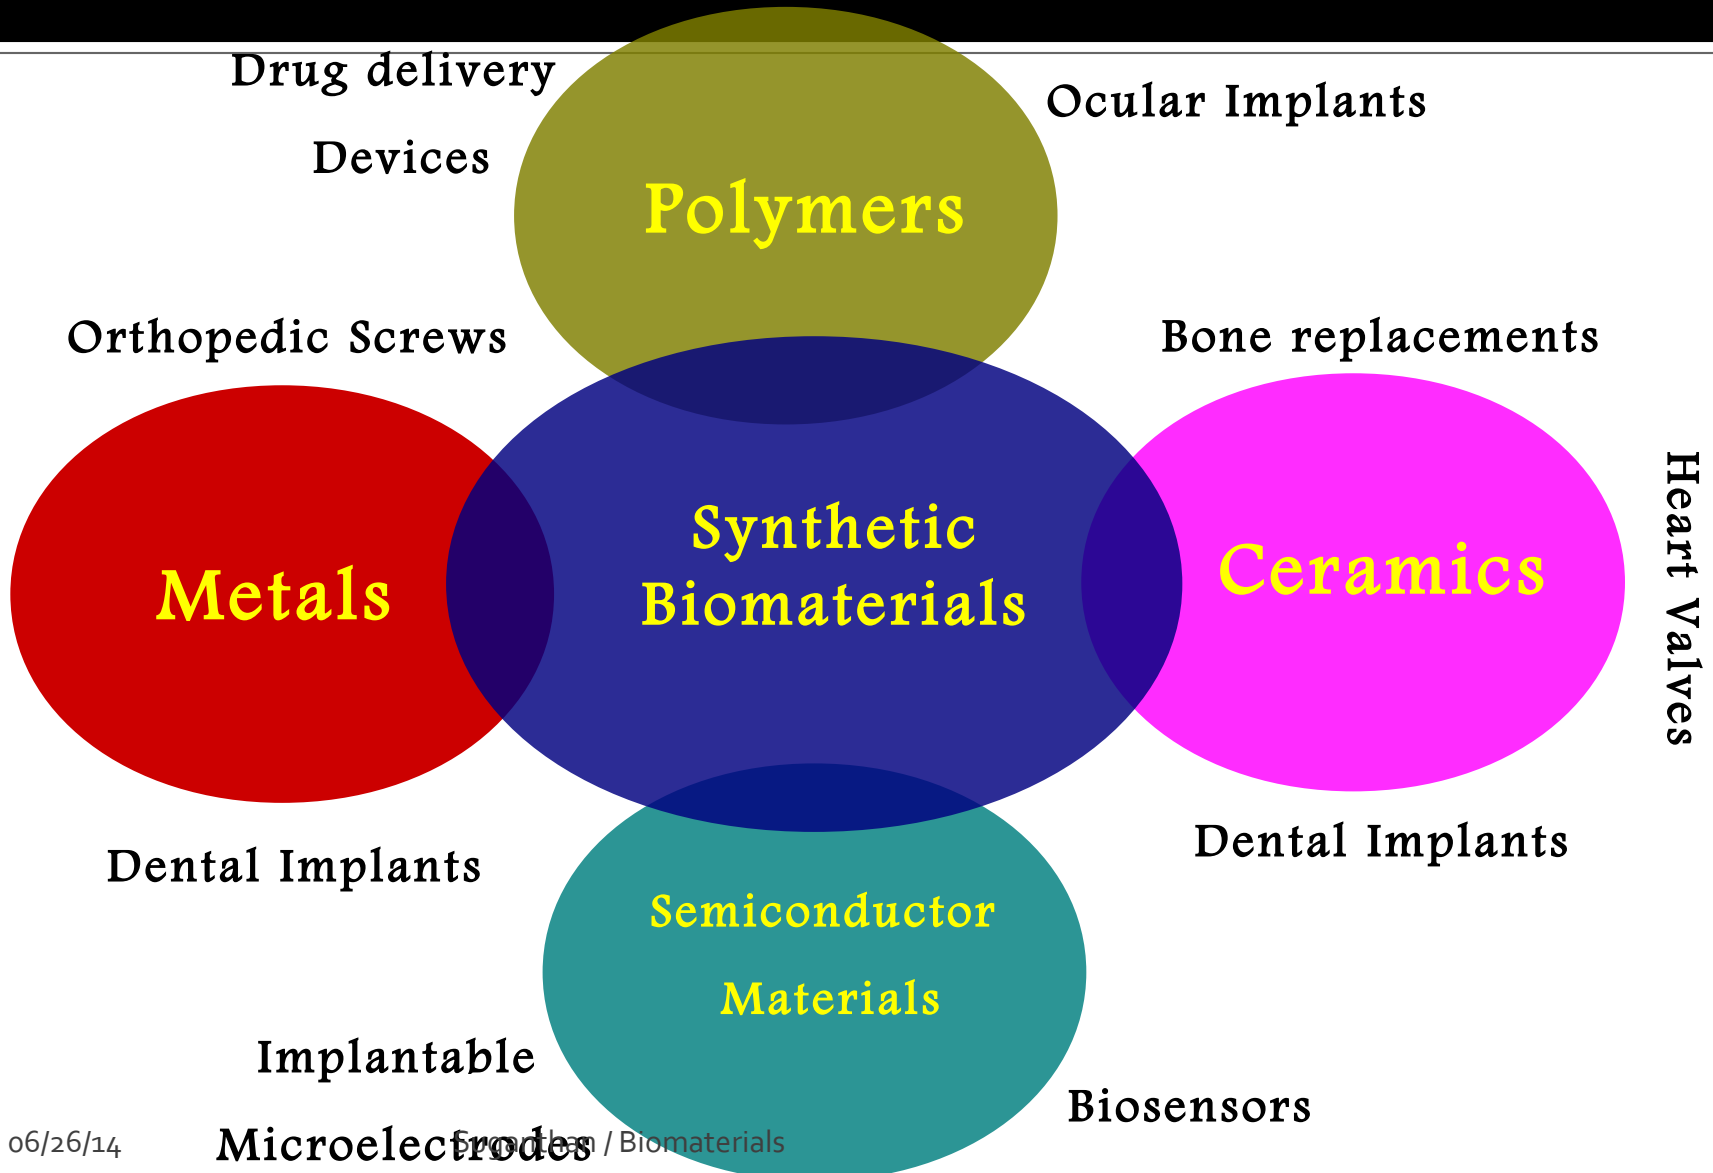 Drug delivery
Devices
Ocular Implants
Polymers
Orthopedic Screws
Bone replacements
Metals
Synthetic
Biomaterials
Ceramics
Heart Valves
Dental Implants
Dental Implants
Semiconductor
Materials
Implantable
Microelectrodes
Biosensors
06/26/14
Suganthan / Biomaterials